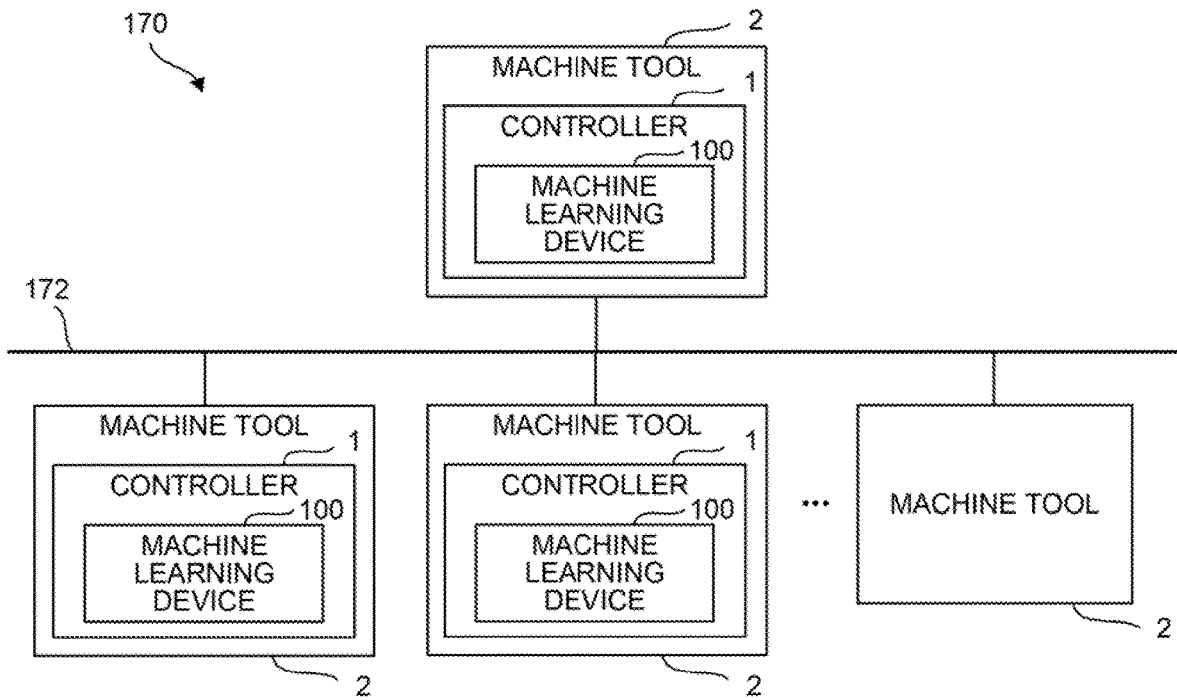 170
2
MACHINE TOOL
1
CONTROLLER
100
MACHINE
LEARNING
DEVICE
172
MACHINE TOOL
1
CONTROLLER
100
MACHINE
LEARNING
DEVICE
2
MACHINE TOOL
1
CONTROLLER
100
MACHINE
LEARNING
DEVICE
2
...
MACHINE TOOL
2